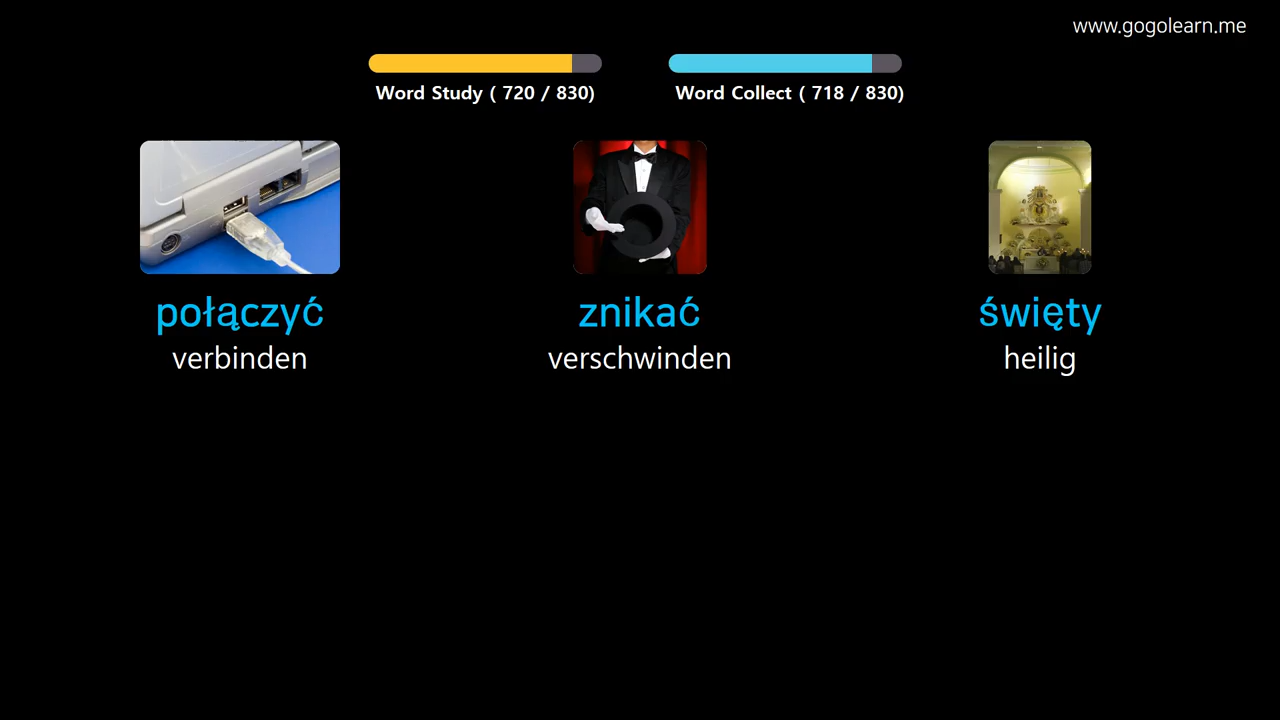 www.gogolearn.me
Word Study ( 720 / 830)
Word Collect ( 718 / 830)
połączyć
znikać
święty
verbinden
verschwinden
heilig